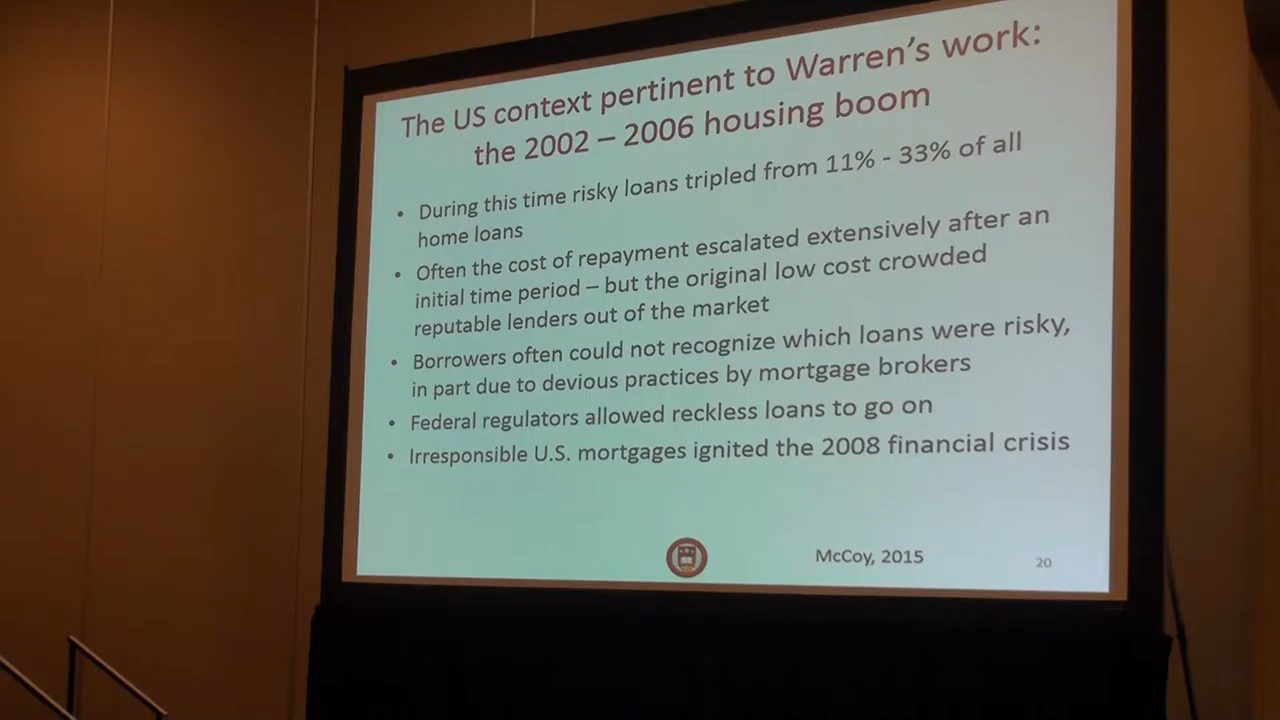 The US context pertinent to Warren's work:
the 2002 – 2006 housing boom
• During this time risky loans tripled from 11% - 33% of all
home loans
• Often the cost of repayment escalated extensively after an
initial time period – but the original low cost crowded
reputable lenders out of the market
• Borrowers often could not recognize which loans were risky,
in part due to devious practices by mortgage brokers
• Federal regulators allowed reckless loans to go on
• Irresponsible U.S. mortgages ignited the 2008 financial crisis
McCoy, 2015
20